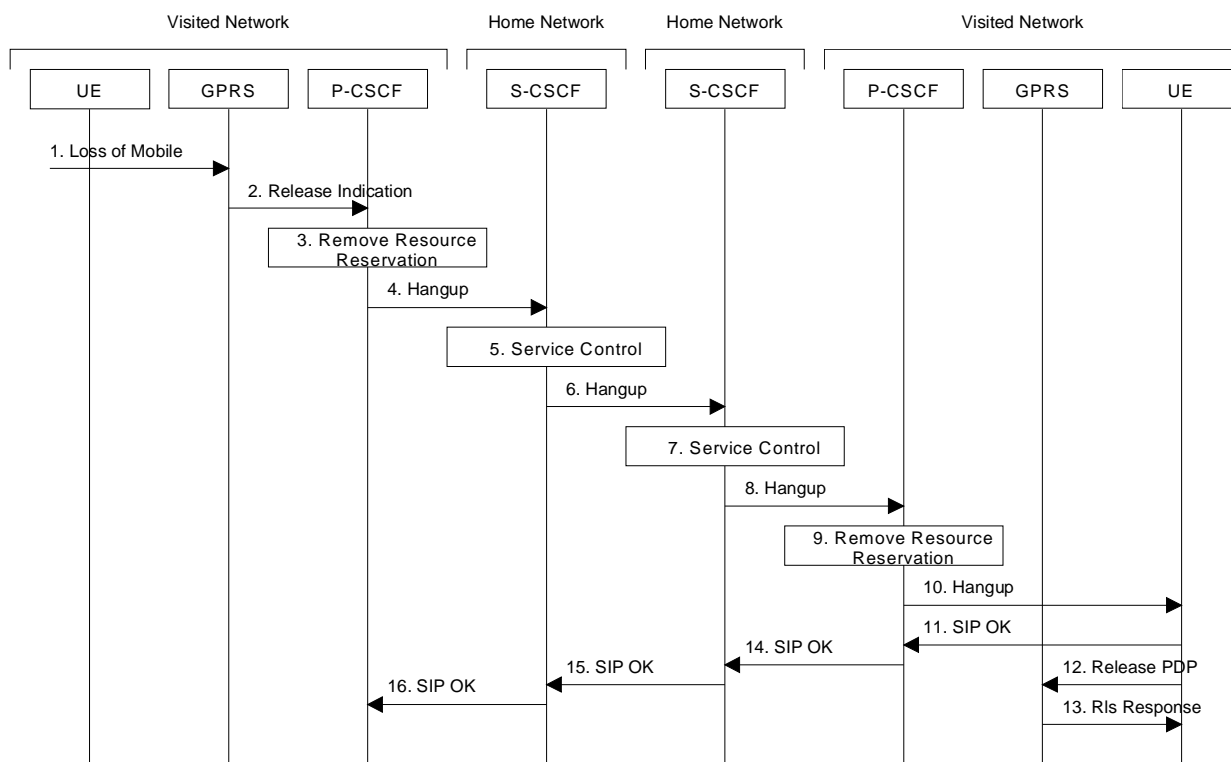 Visited Network
Home Network
Home Network
Visited Network
UE
GPRS
P-CSCF
S-CSCF
S-CSCF
P-CSCF
GPRS
UE
1. Loss of Mobile
2. Release Indication
3. Remove Resource
Reservation
4. Hangup
5. Service Control
6. Hangup
7. Service Control
8. Hangup
9. Remove Resource
Reservation
10. Hangup
11. SIP OK
14. SIP OK
15. SIP OK
12. Release PDP
16. SIP OK
13. Rls Response